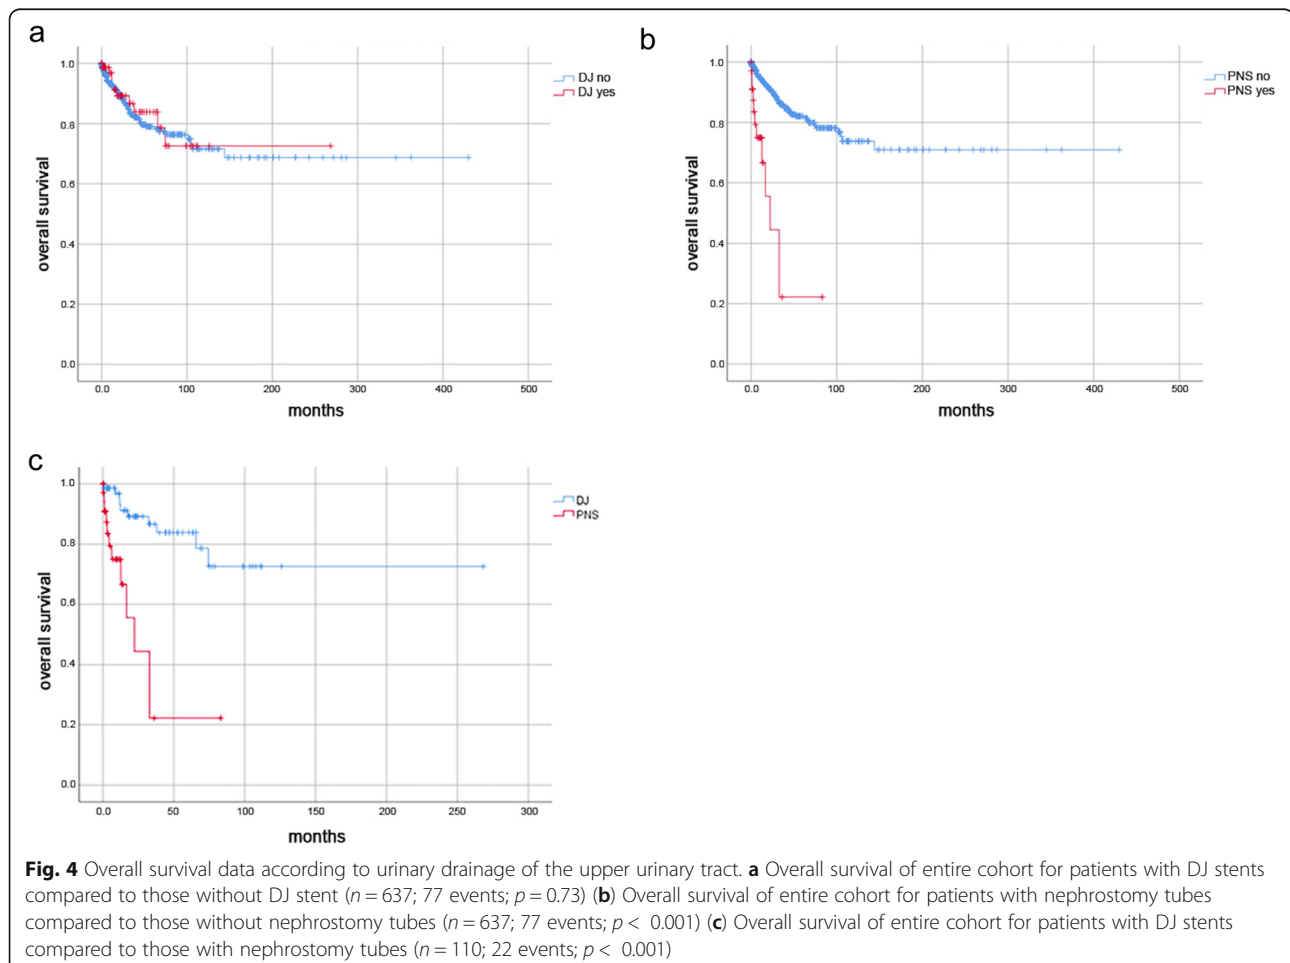 a
1.0
0.8
0.6
0.4
0.2
0.0
overall survival
0.0 100 200 300 400 500
months
DJ no
DJ yes
b
1.0
0.8
0.6
0.4
0.2
0.0
overall survival
0.0 100 200 300 400 500
months
PNS no
PNS yes
c
1.0
0.8
0.6
0.4
0.2
0.0
overall survival
0.0 50 100 150 200 250 300
months
DJ
PNS
Fig. 4 Overall survival data according to urinary drainage of the upper urinary tract. a Overall survival of entire cohort for patients with DJ stents
compared to those without DJ stent (n = 637; 77 events; p = 0.73) (b) Overall survival of entire cohort for patients with nephrostomy tubes
compared to those without nephrostomy tubes (n = 637; 77 events; p < 0.001) (c) Overall survival of entire cohort for patients with DJ stents
compared to those with nephrostomy tubes (n = 110; 22 events; p < 0.001)